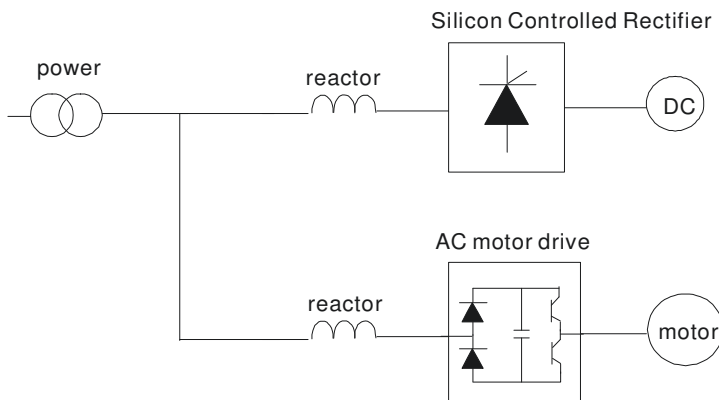 Silicon Controlled Rectifier
power
reactor
DC
AC motor drive
reactor
motor